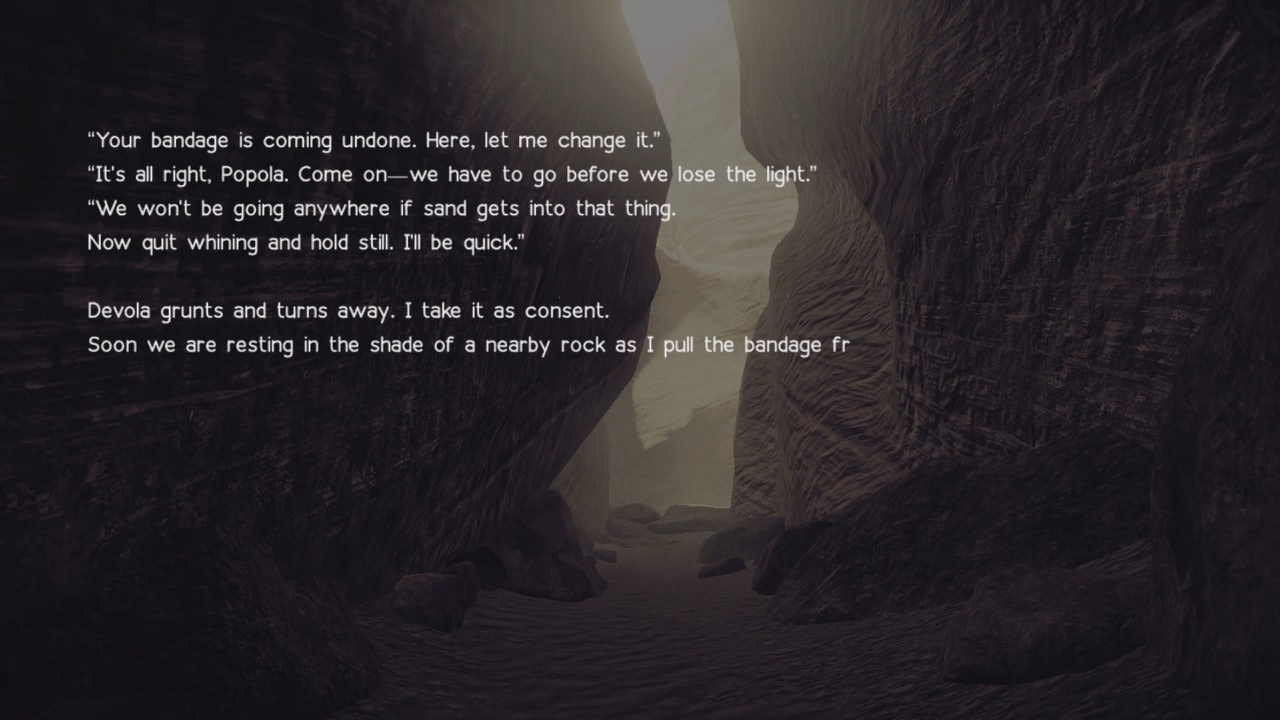 “Your bandage is coming undone. Here, let me change it.”
“It's all right, Popola. Come on—we have to go before we lose the light.”
“We won't be going anywhere if sand gets into that thing.
Now quit whining and hold still. I'll be quick.”
Devola grunts and turns away. I take it as consent.
Soon we are resting in the shade of a nearby rock as I pull the bandage fr